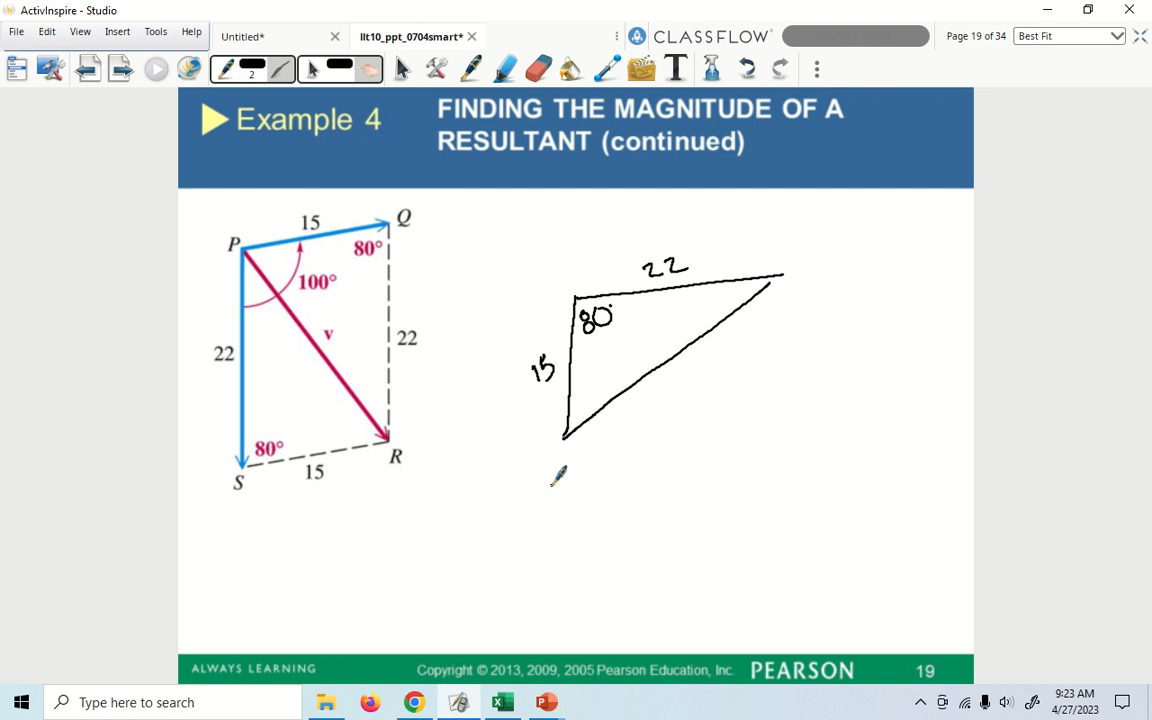 ActivInspire - Studio
File Edit View Insert Tools Help
Untitled*
llt10_ppt_0704smart*
CLASSFLOW
Page 19 of 34
Best Fit
2
T
Example 4
FINDING THE MAGNITUDE OF A
RESULTANT (continued)
15
Q
P
80°
100°
22
v
22
80°
R
15
S
22
80°
15
ALWAYS LEARNING
Copyright © 2013, 2009, 2005 Pearson Education, Inc.
PEARSON
19
Type here to search
9:23 AM
4/27/2023